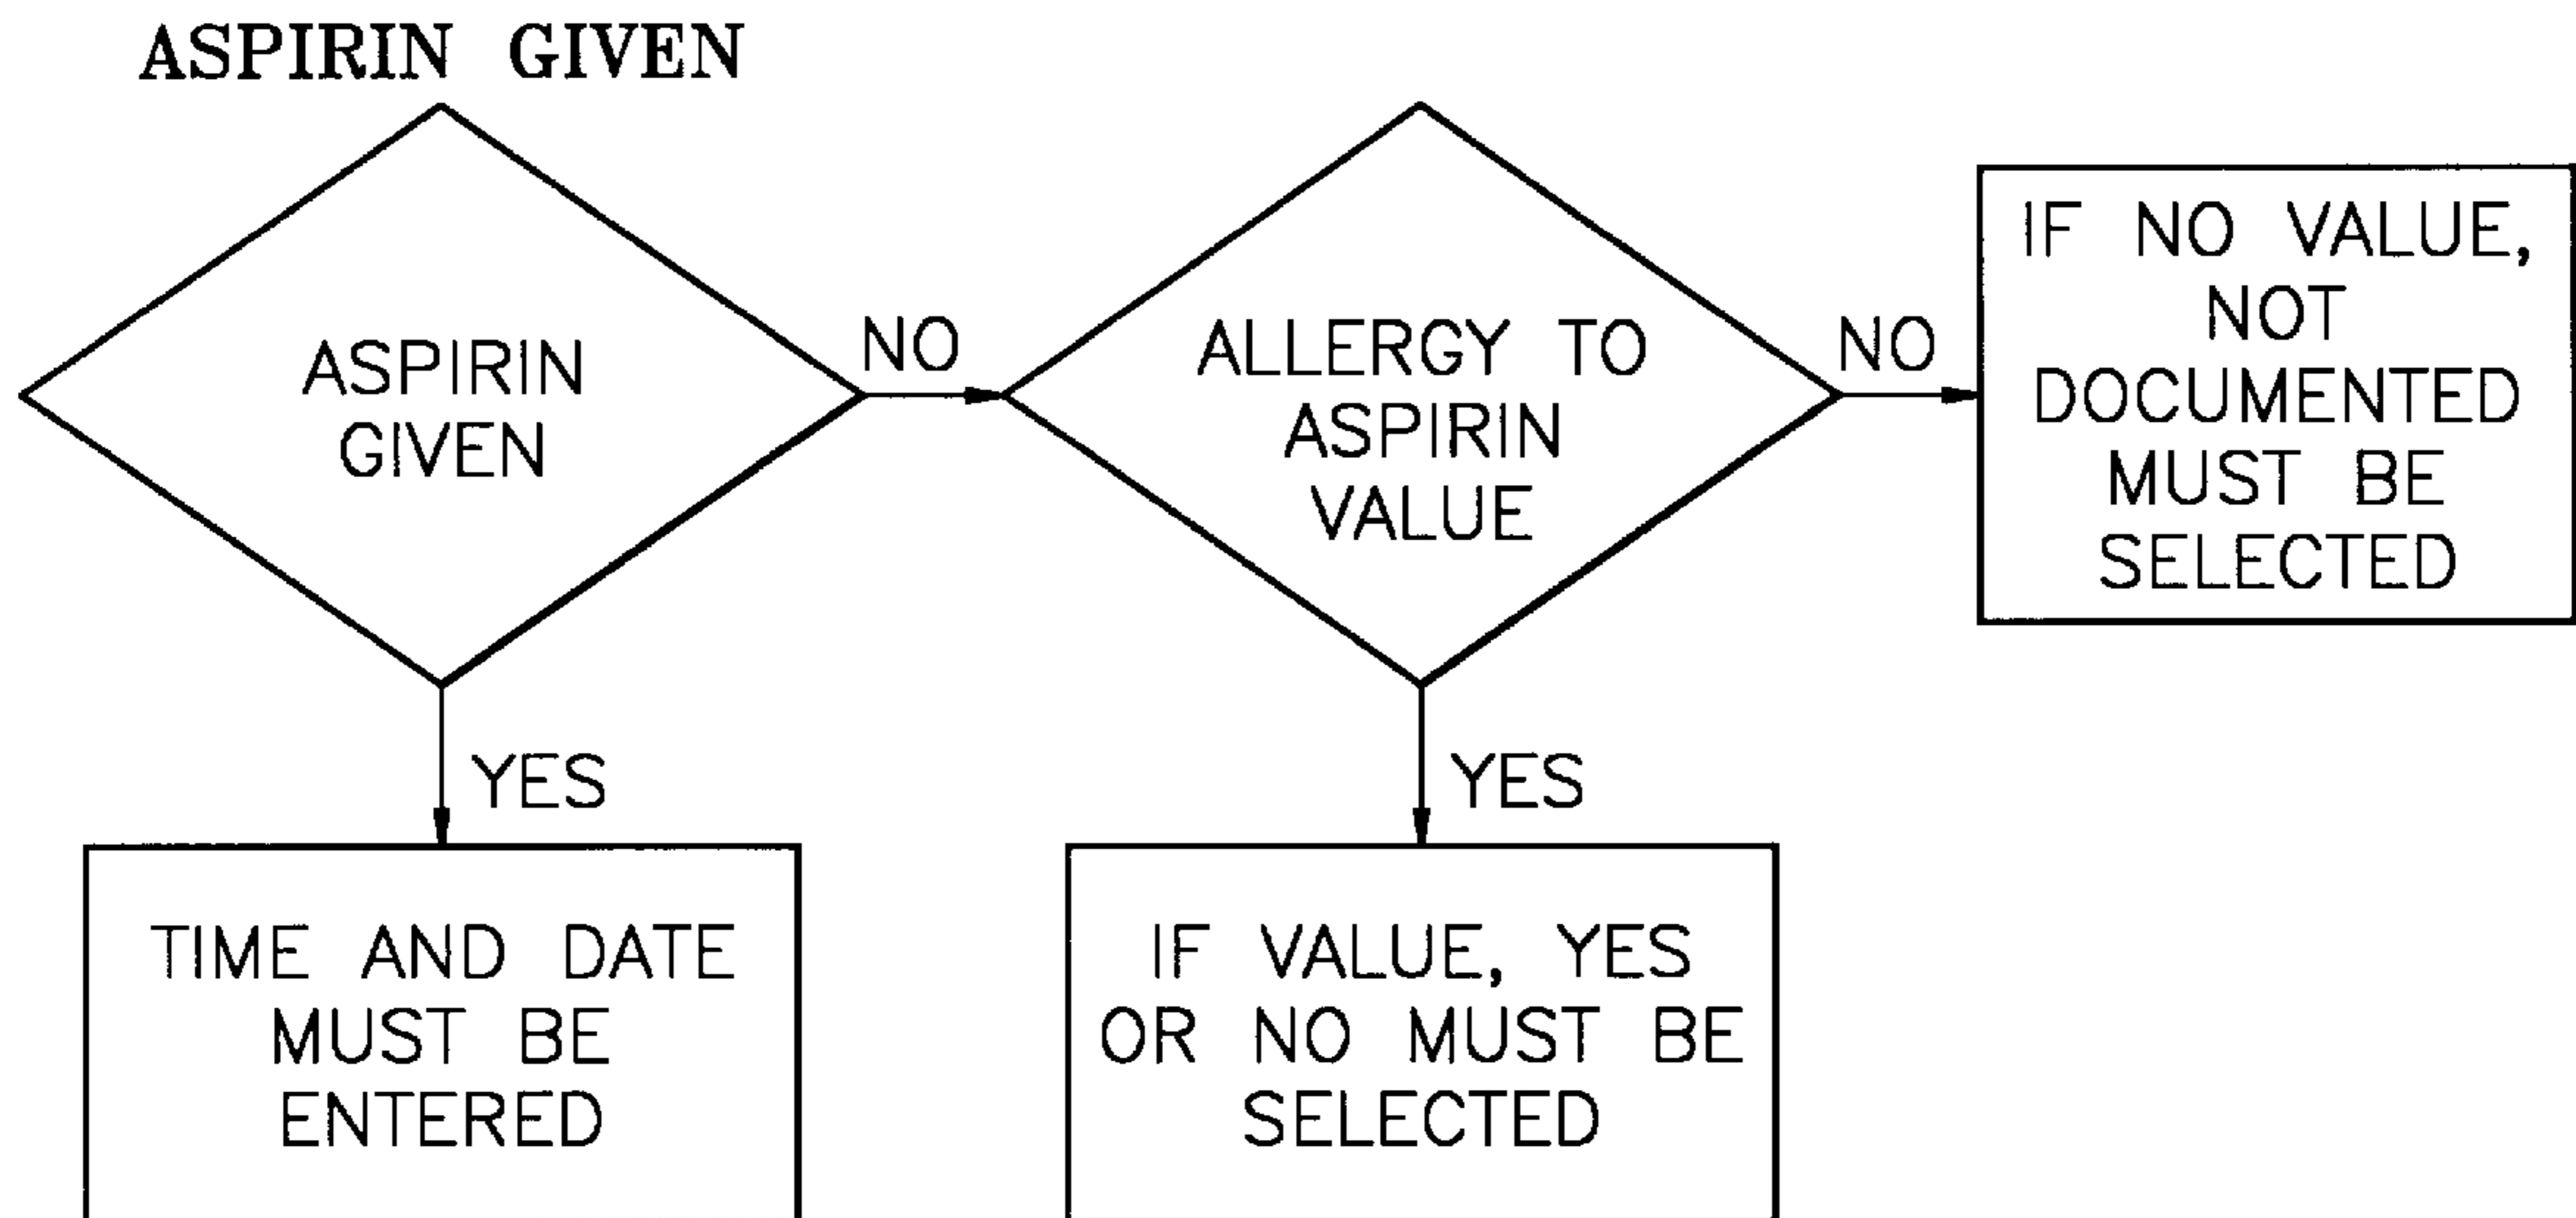 ASPIRIN GIVEN
ASPIRIN
GIVEN
NO
ALLERGY TO
ASPIRIN
VALUE
NO
IF NO VALUE,
NOT
DOCUMENTED
MUST BE
SELECTED
YES
TIME AND DATE
MUST BE
ENTERED
YES
IF VALUE, YES
OR NO MUST BE
SELECTED